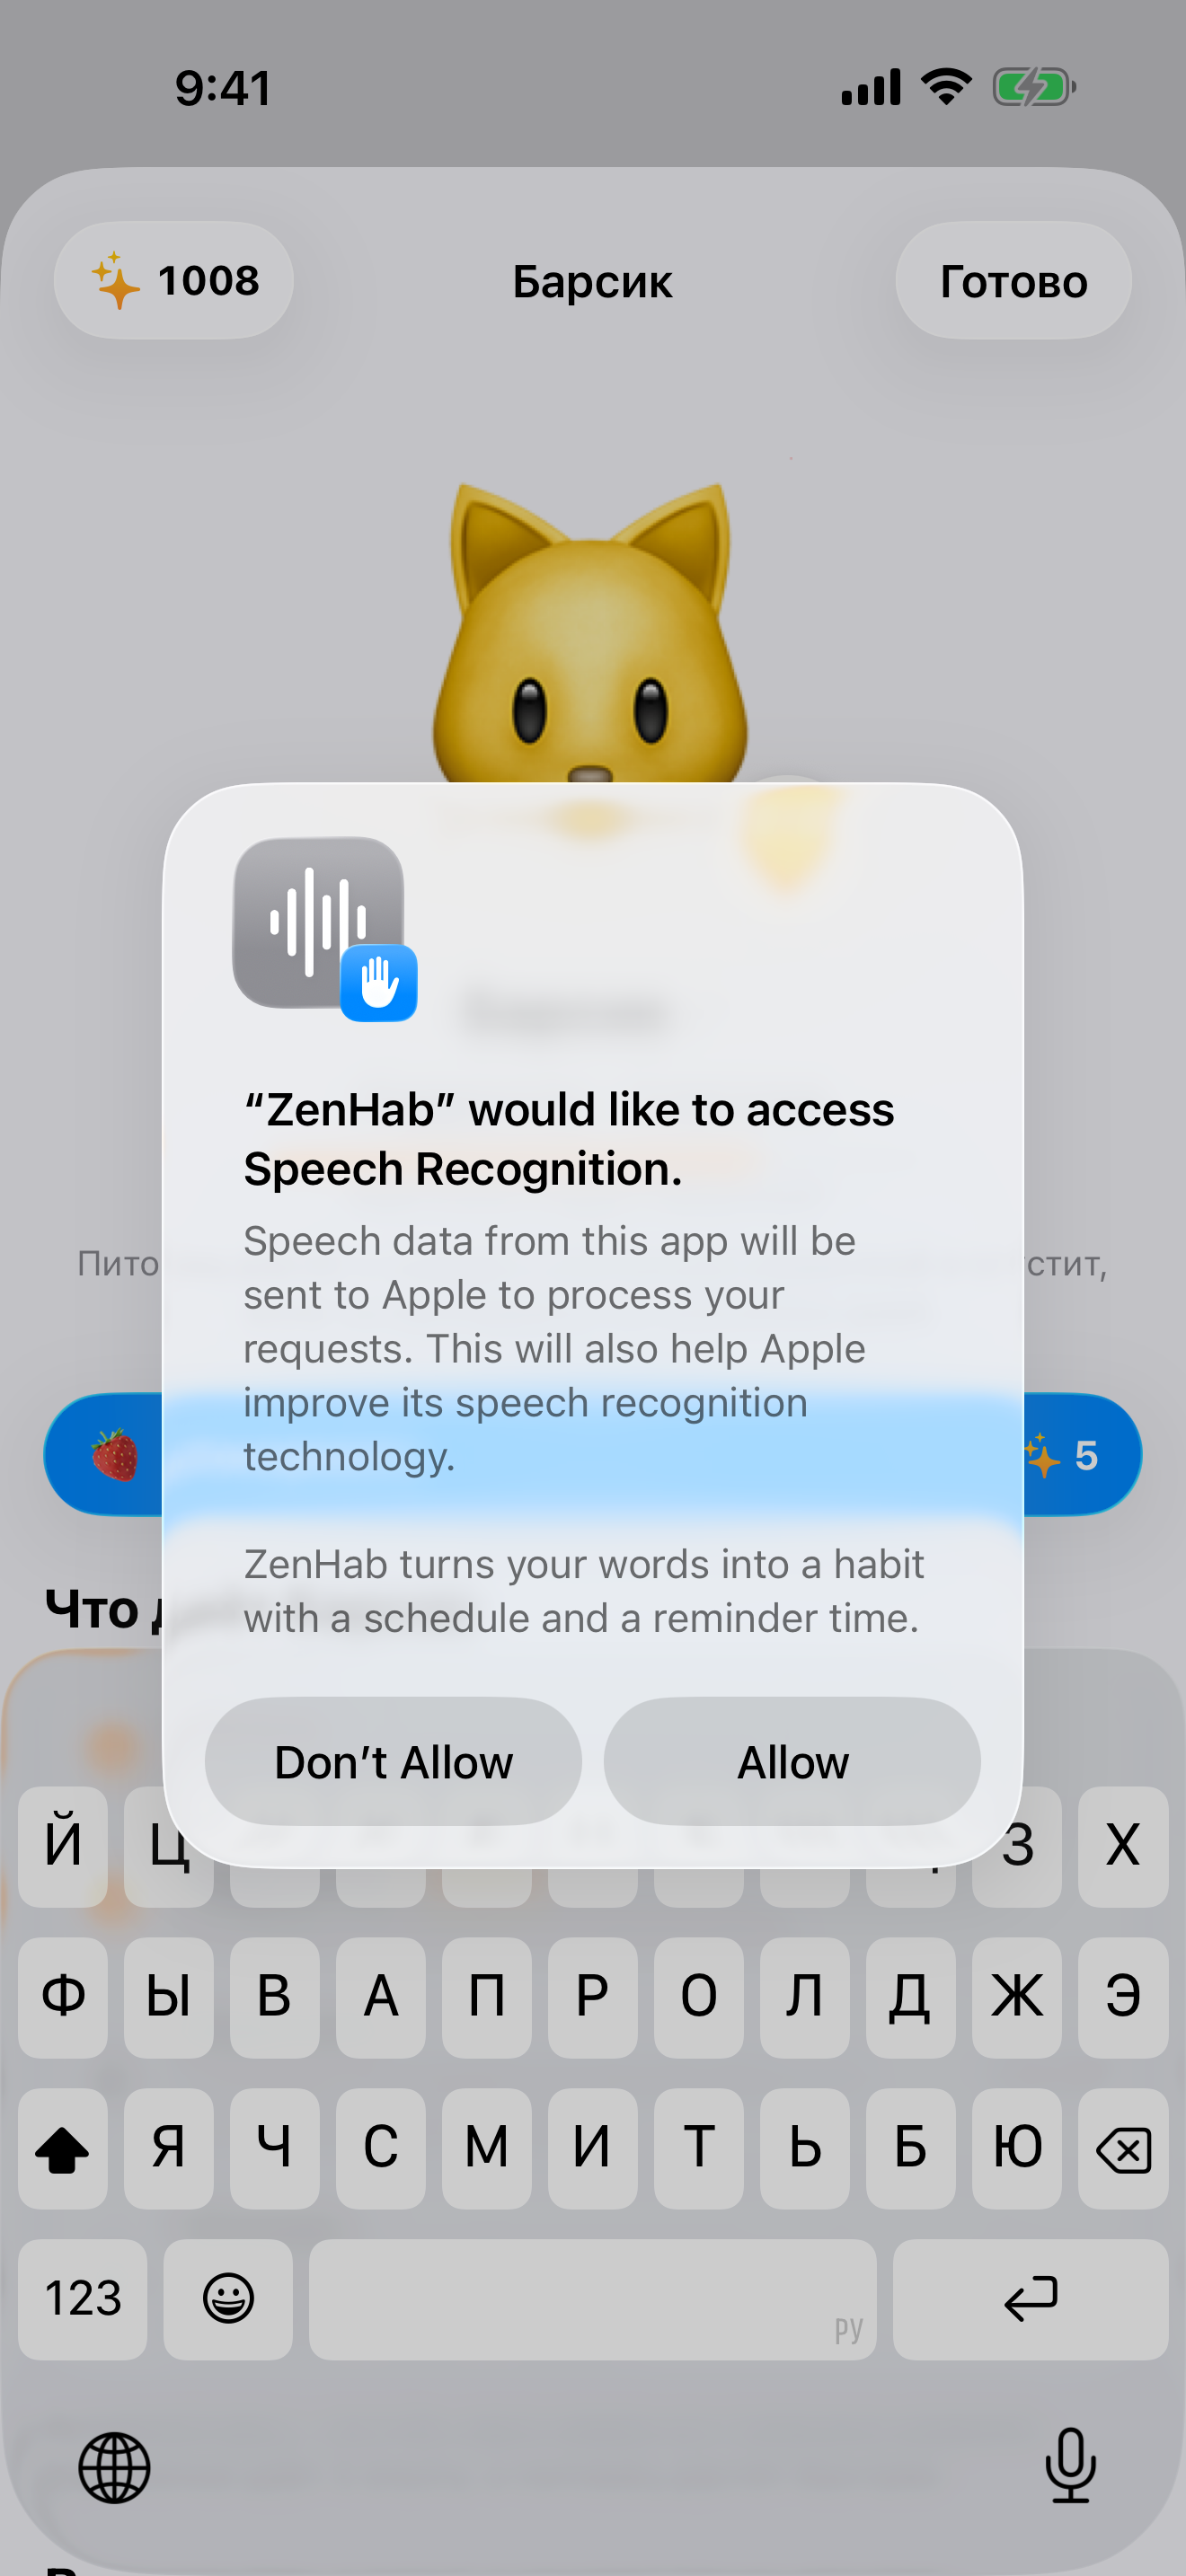 9:41
1008
Барсик
Готово
“ZenHab” would like to access
Speech Recognition.
Speech data from this app will be
sent to Apple to process your
requests. This will also help Apple
improve its speech recognition
technology.
ZenHab turns your words into a habit
with a schedule and a reminder time.
Don’t Allow
Allow
5
Что
Й Ц З Х
Ф Ы В А П Р О Л Д Ж Э
Я Ч С М И Т Ь Б Ю
123
РУ